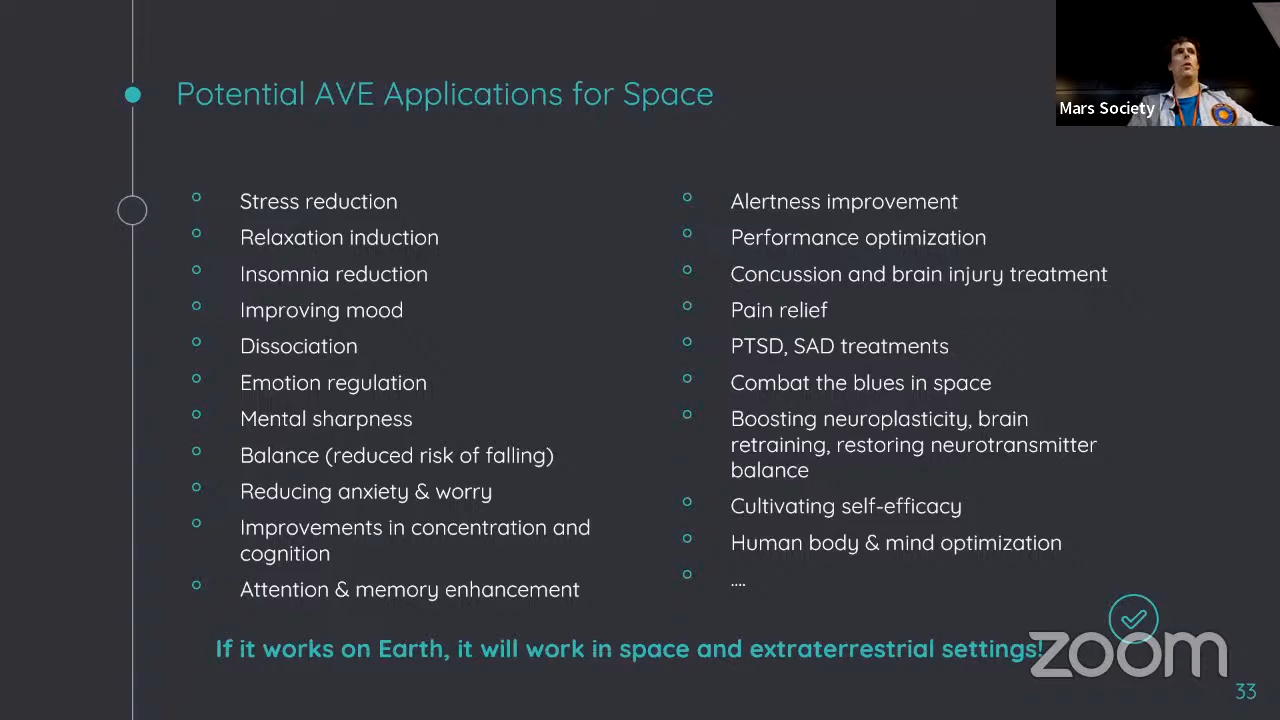 Potential AVE Applications for Space
Mars Society
Stress reduction
Relaxation induction
Insomnia reduction
Improving mood
Dissociation
Emotion regulation
Mental sharpness
Balance (reduced risk of falling)
Reducing anxiety & worry
Improvements in concentration and
cognition
Attention & memory enhancement
Alertness improvement
Performance optimization
Concussion and brain injury treatment
Pain relief
PTSD, SAD treatments
Combat the blues in space
Boosting neuroplasticity, brain
retraining, restoring neurotransmitter
balance
Cultivating self-efficacy
Human body & mind optimization
....
If it works on Earth, it will work in space and extraterrestrial settings!
zoom
33